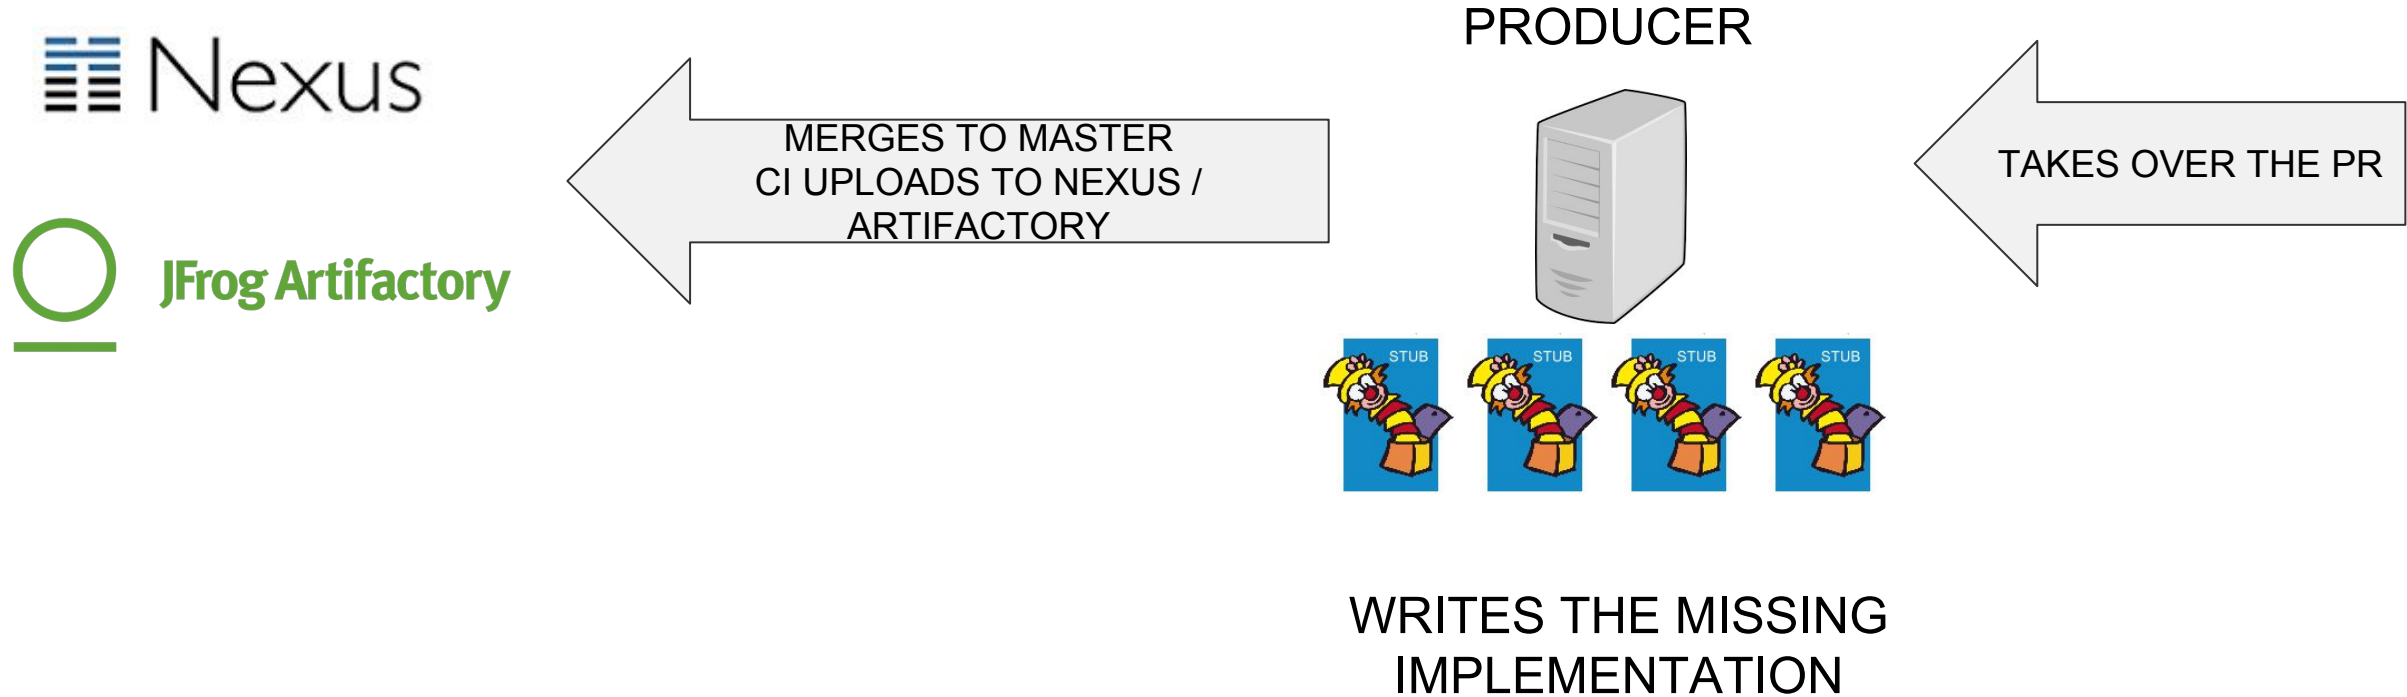 Nexus
JFrog Artifactory
MERGES TO MASTER
CI UPLOADS TO NEXUS /
ARTIFACTORY
PRODUCER
STUB
STUB
STUB
STUB
WRITES THE MISSING
IMPLEMENTATION
TAKES OVER THE PR